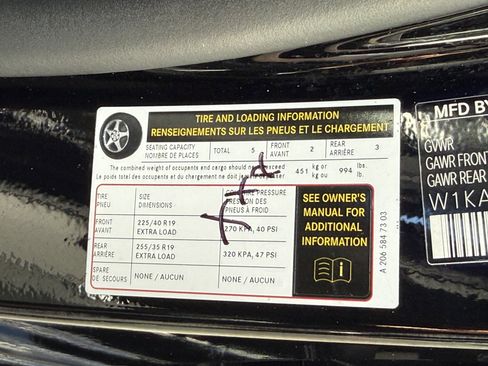 TIRE AND LOADING INFORMATION
RENSEIGNEMENTS SUR LES PNEUS ET LE CHARGEMENT
SEATING CAPACITY TOTAL 5 FRONT 2 REAR 3
NOMBRE DE PLACES AVANT ARRIÈRE
The combined weight of occupants and cargo should never exceed 451 kg or 994 lbs.
Le poids total des occupants et du chargement ne doit jamais dépasser kg ou lb.
TIRE SIZE COLD TIRE PRESSURE
PNEU DIMENSIONS PRESSION DES
PNEUS À FROID
FRONT 225/40 R19 270 KPA, 40 PSI
AVANT EXTRA LOAD
REAR 255/35 R19 320 KPA, 47 PSI
ARRIÈRE EXTRA LOAD
SPARE NONE / AUCUN NONE / AUCUN
DE SECOURS
SEE OWNER'S
MANUAL FOR
ADDITIONAL
INFORMATION
A 206 584 73 03
MFD BY
GVWR
GAWR FRONT
GAWR REAR
W1KA